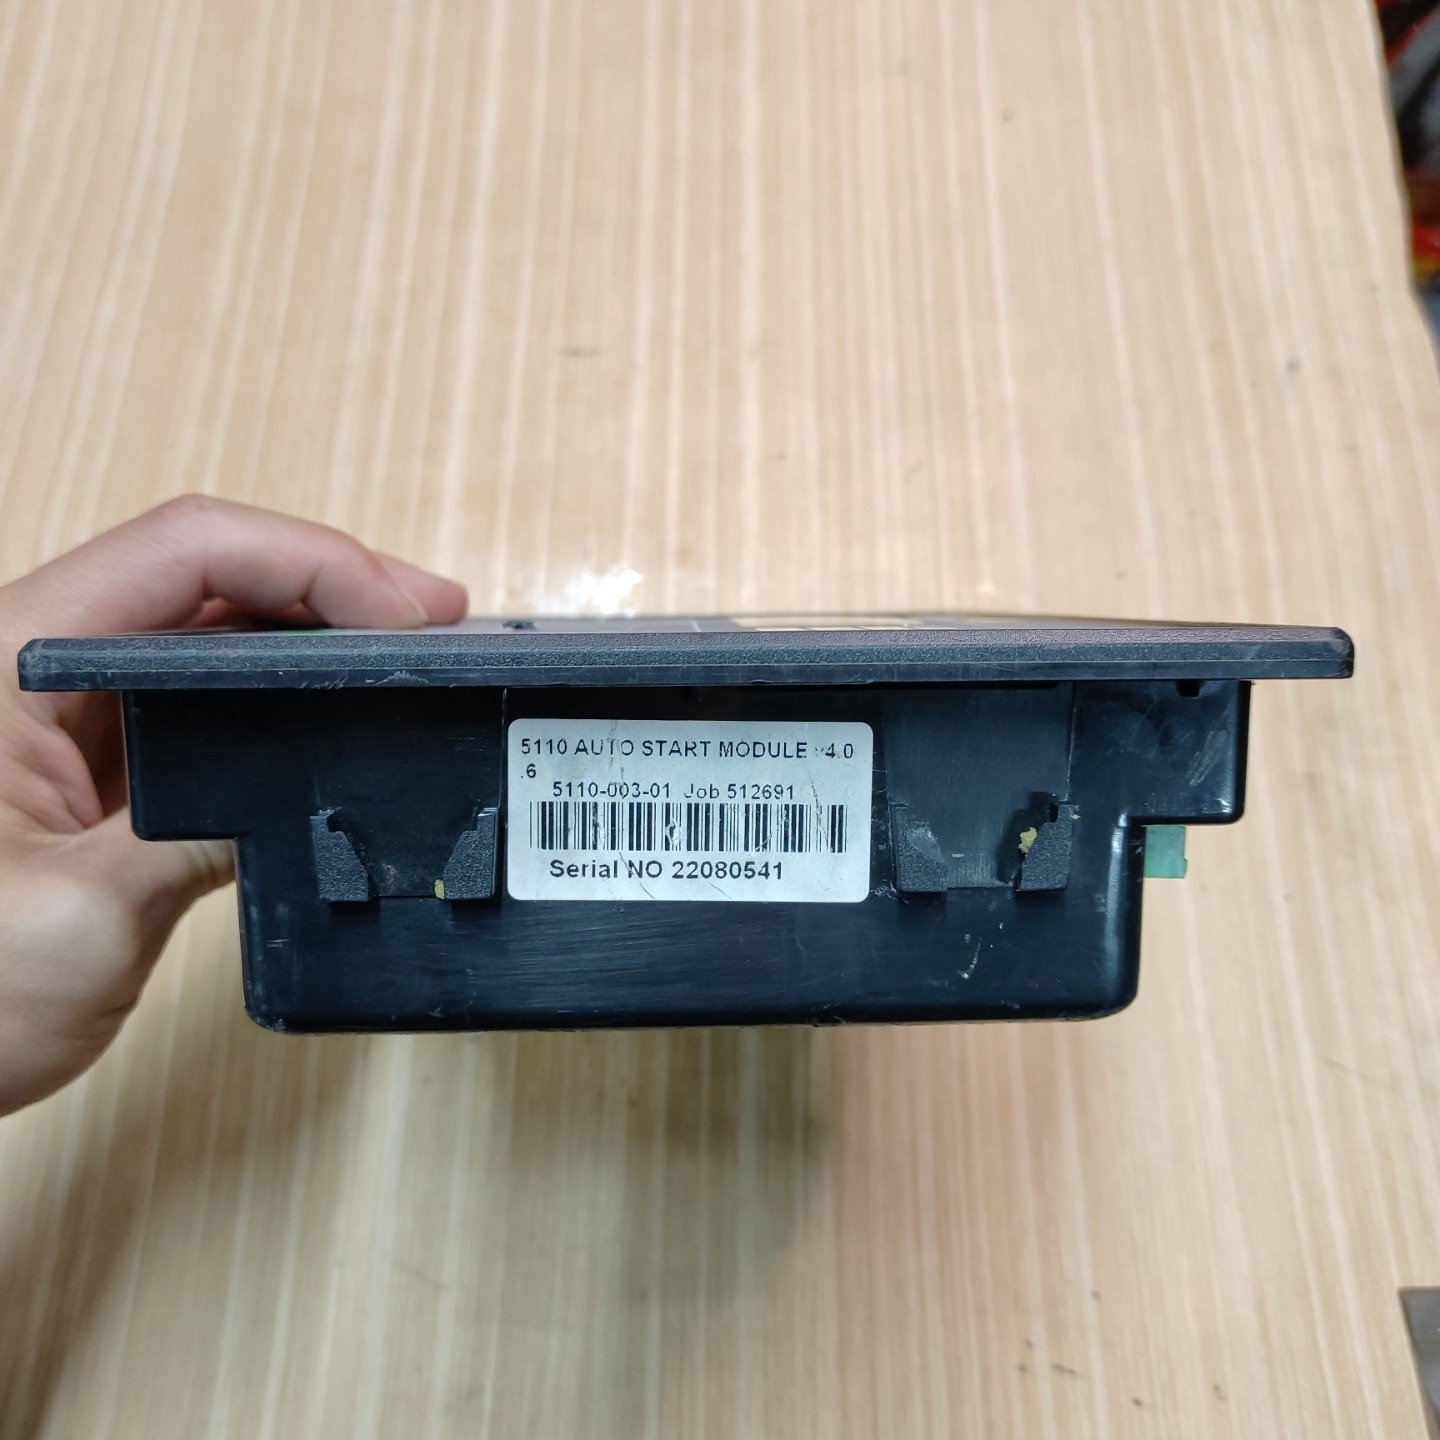 5110 AUTO START MODULE v4.0
.6
5110-003-01 Job 512691
Serial NO 22080541